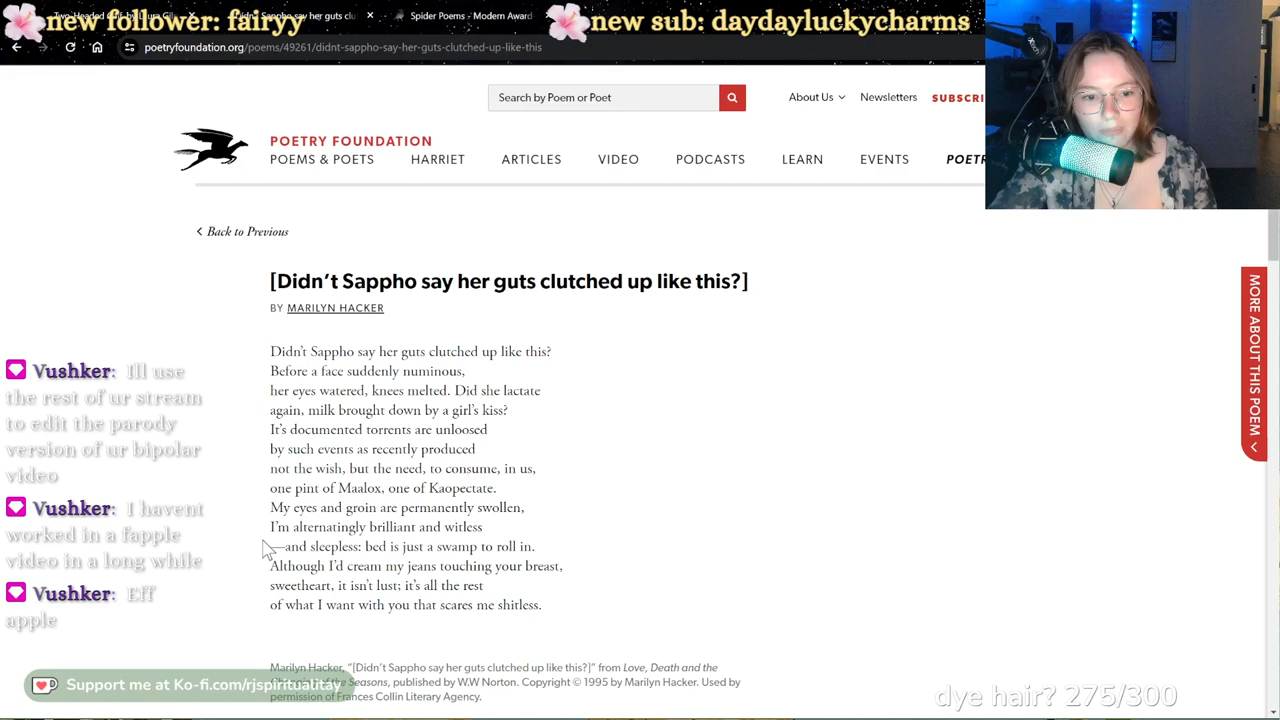 new follower: fairyy
new sub: daydayluckycharms
Spider Poems - Modern Award
poetryfoundation.org/poems/49261/didnt-sappho-say-her-guts-clutched-up-like-this
Search by Poem or Poet
About Us
Newsletters
SUBSCRI
POETRY FOUNDATION
POEMS & POETS
HARRIET
ARTICLES
VIDEO
PODCASTS
LEARN
EVENTS
POETR
Back to Previous
[Didn't Sappho say her guts clutched up like this?]
BY MARILYN HACKER
Didn't Sappho say her guts clutched up like this?
Before a face suddenly numinous,
her eyes watered, knees melted. Did she lactate
again, milk brought down by a girl's kiss?
It's documented torrents are unloosed
by such events as recently produced
not the wish, but the need, to consume, in us,
one pint of Maalox, one of Kaopectate.
My eyes and groin are permanently swollen,
I'm alternatingly brilliant and witless
—and sleepless: bed is just a swamp to roll in.
Although I'd cream my jeans touching your breast,
sweetheart, it isn't lust; it's all the rest
of what I want with you that scares me shitless.
Marilyn Hacker, "[Didn't Sappho say her guts clutched up like this?]" from Love, Death and the
Seasons, published by W.W Norton. Copyright © 1995 by Marilyn Hacker. Used
permission of Frances Collin Literary Agency.
MORE ABOUT THIS POEM
Vushker: Ill use
the rest of ur stream
to edit the parody
version of ur bipolar
video
Vushker: I havent
worked in a fapple
video in a long while
Vushker: Eff
apple
Support me at Ko-fi.com/rjspirituality
dye hair? 275/300